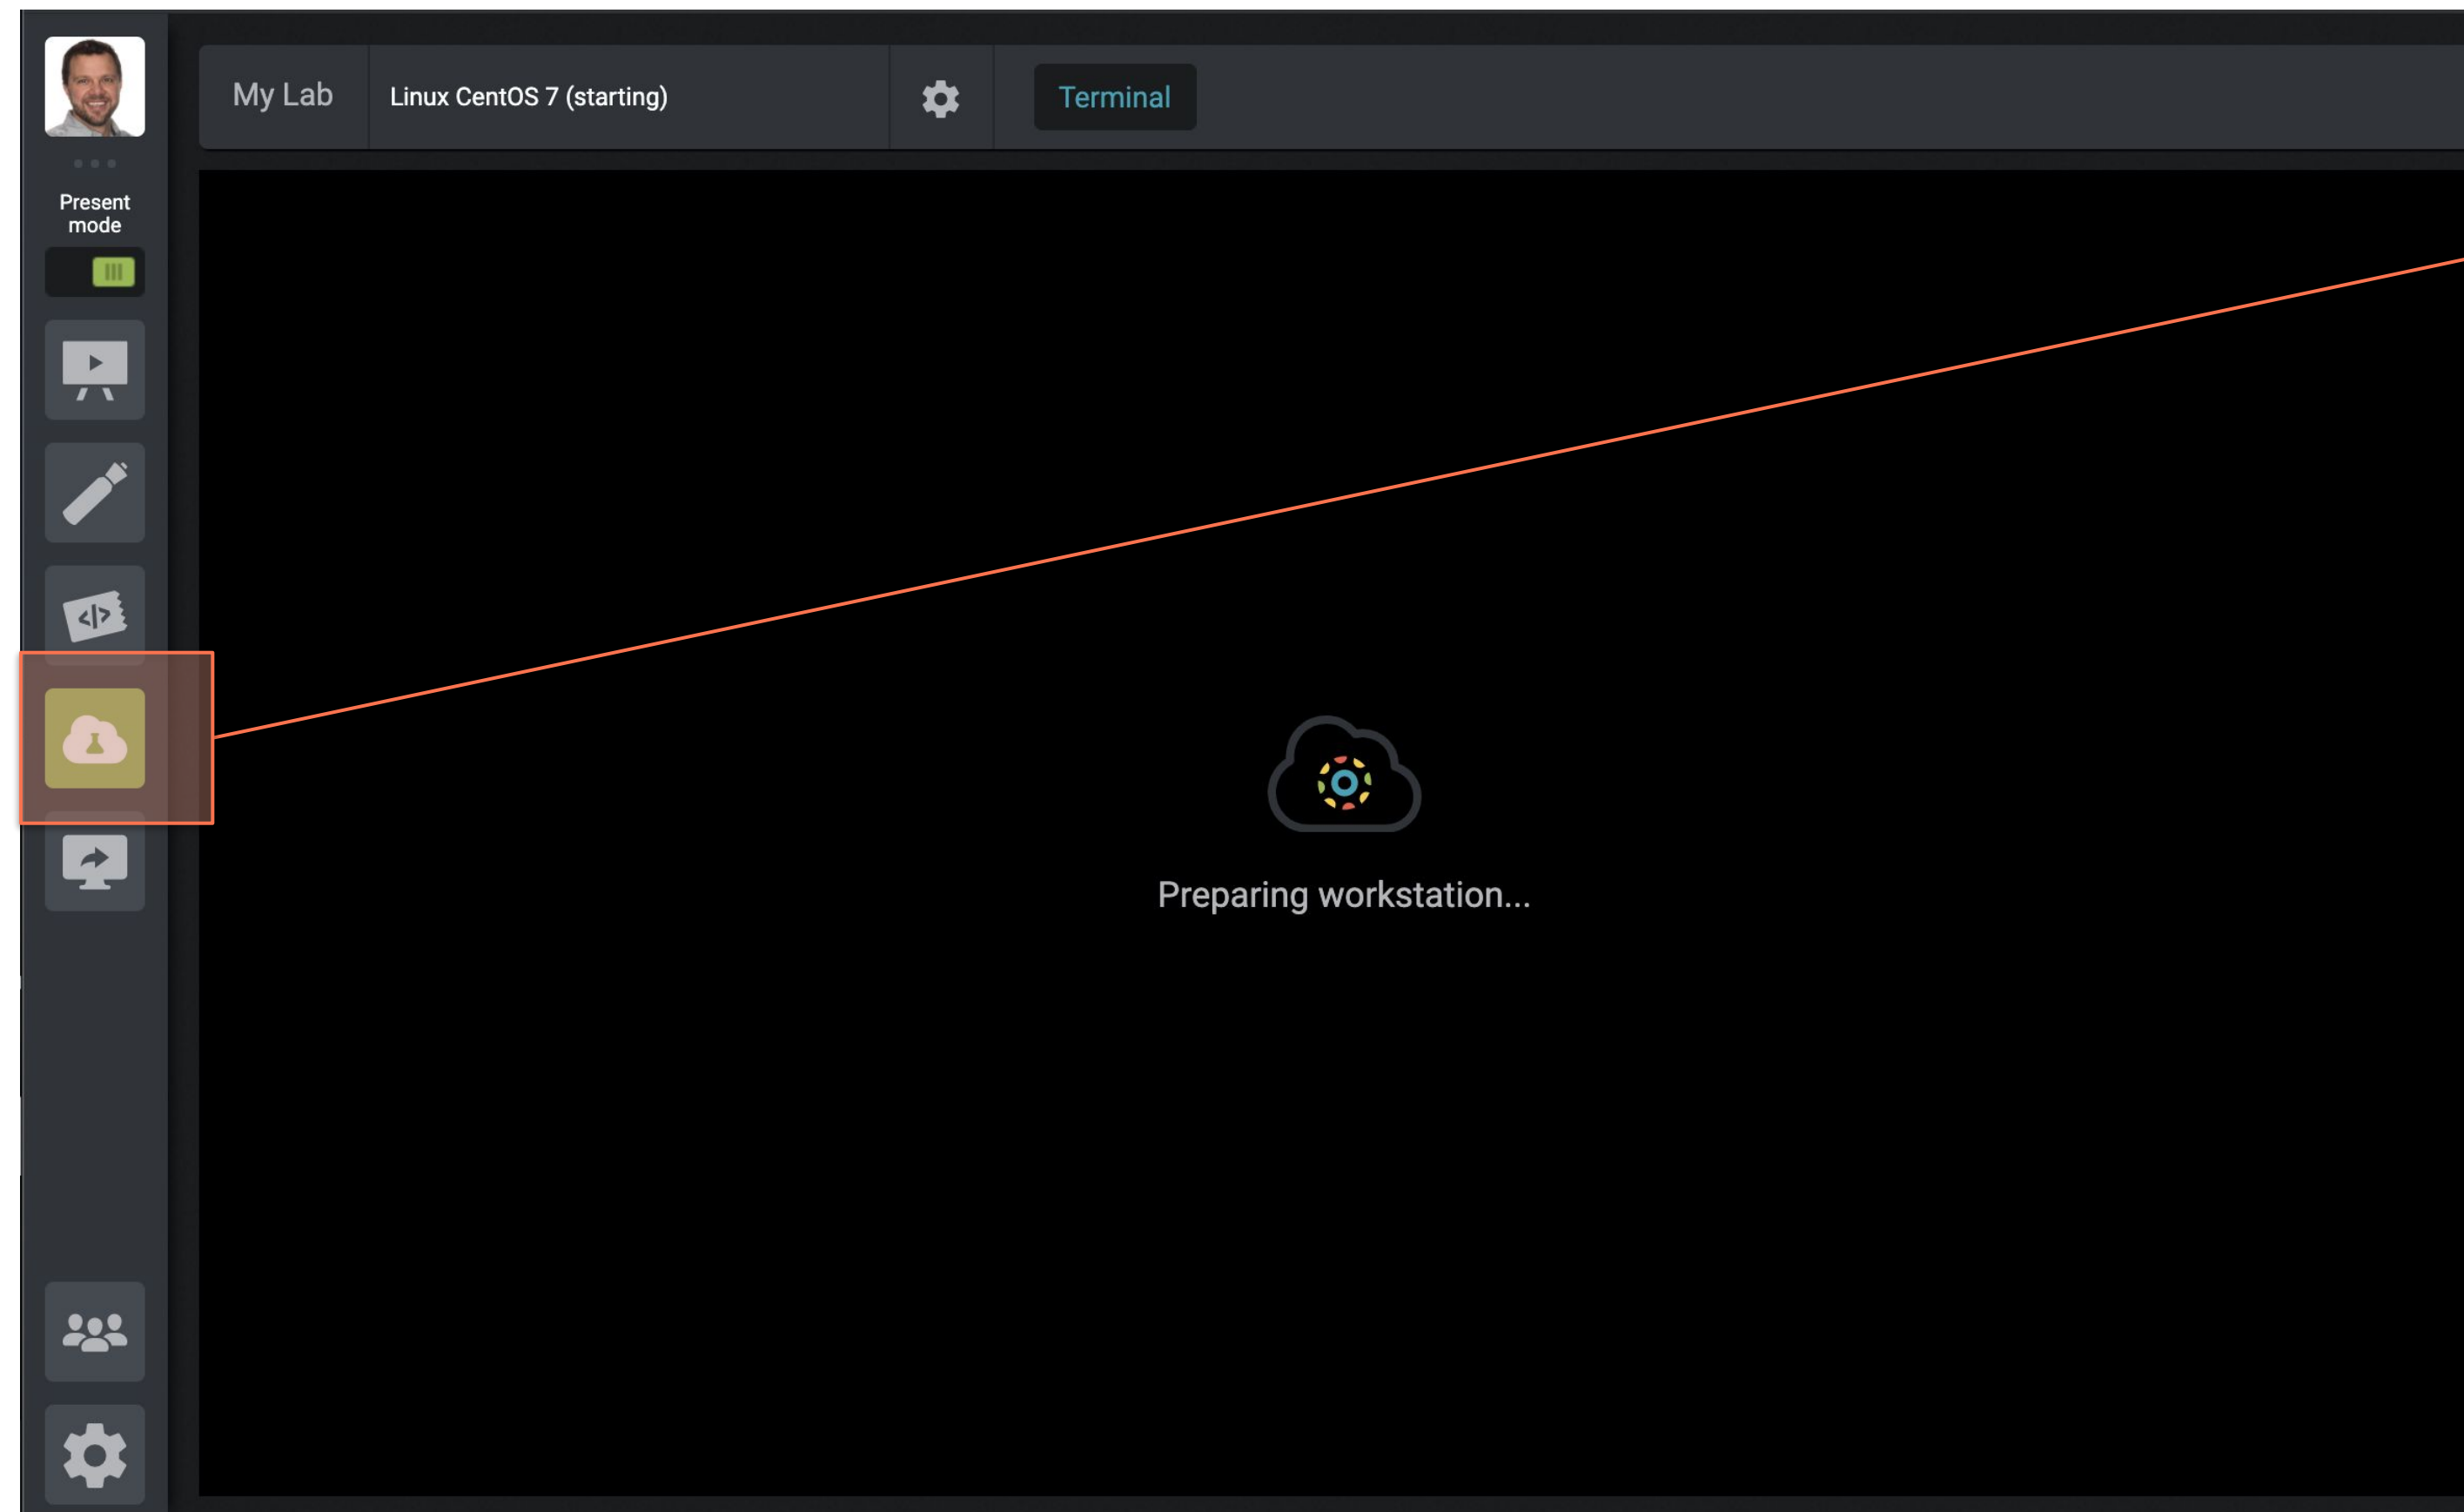 My Lab
Linux CentOS 7 (starting)
Terminal
Present
mode
Preparing workstation...